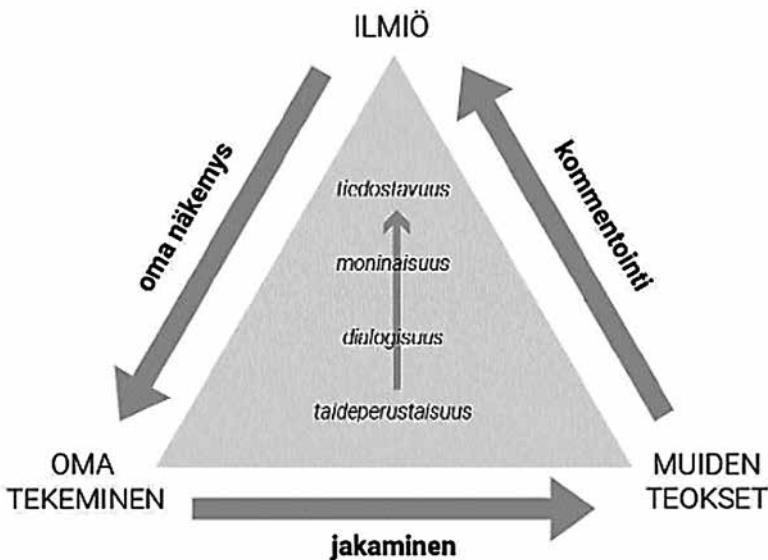 ILMIÖ
oma näkemys
kommentointi
tiedostavuus
moninaisuus
dialogisuus
taideperustaisuus
OMA
TEKEMINEN
MUIDEN
TEOKSET
jakaminen